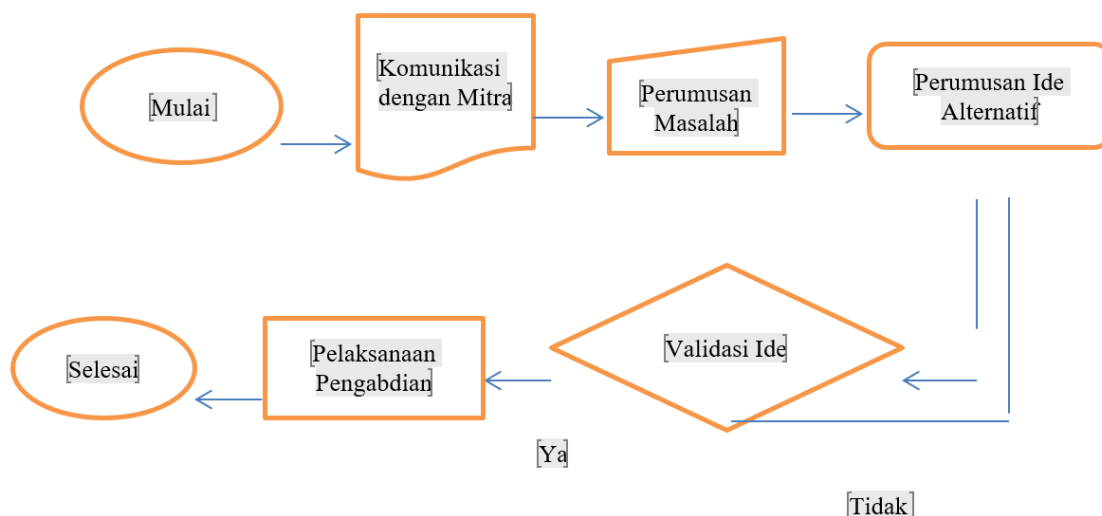 Mulai
Komunikasi
dengan Mitra
Perumusan
Masalah
Perumusan Ide
Alternatif
Selesai
Pelaksanaan
Pengabdian
Validasi Ide
Ya
Tidak